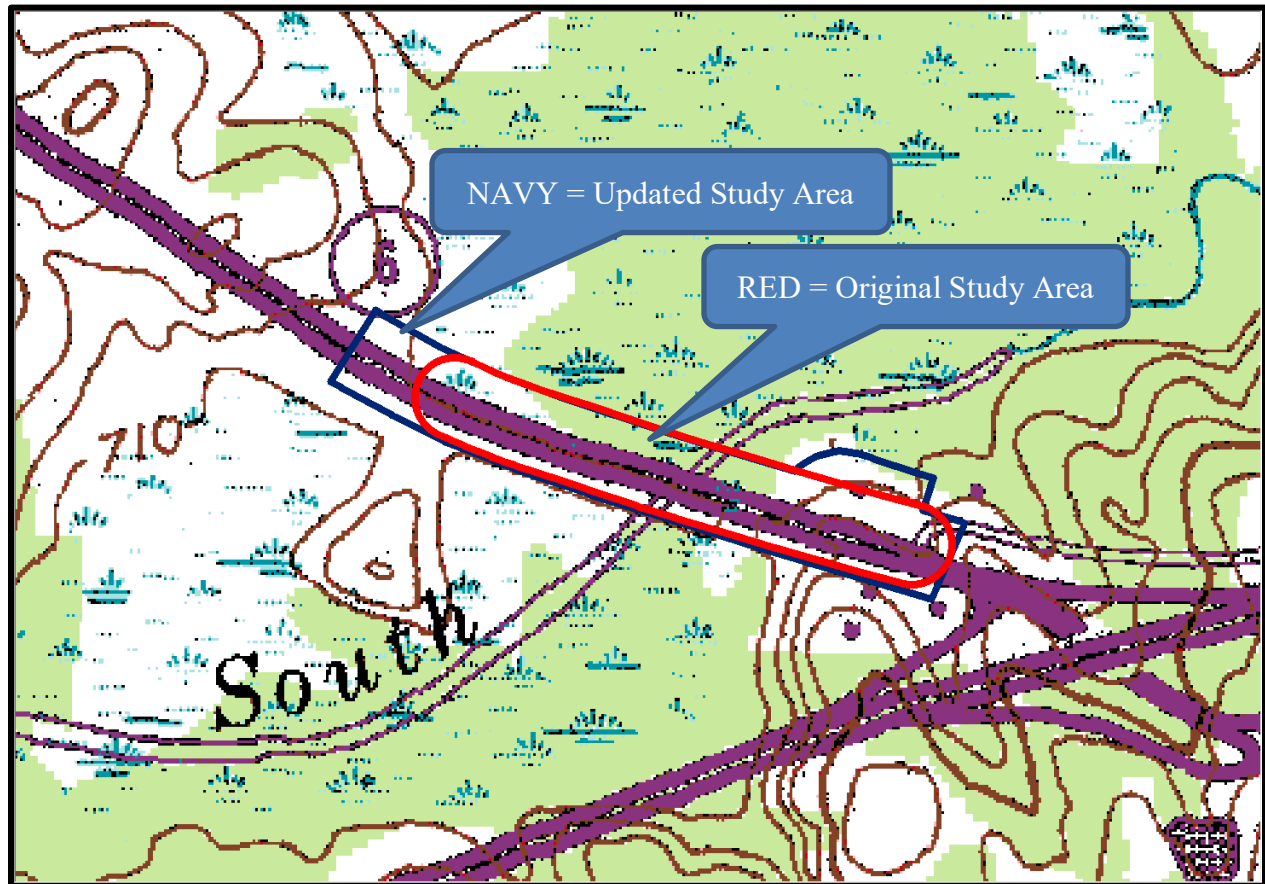 NAVY = Updated Study Area
6
RED = Original Study Area
710
South